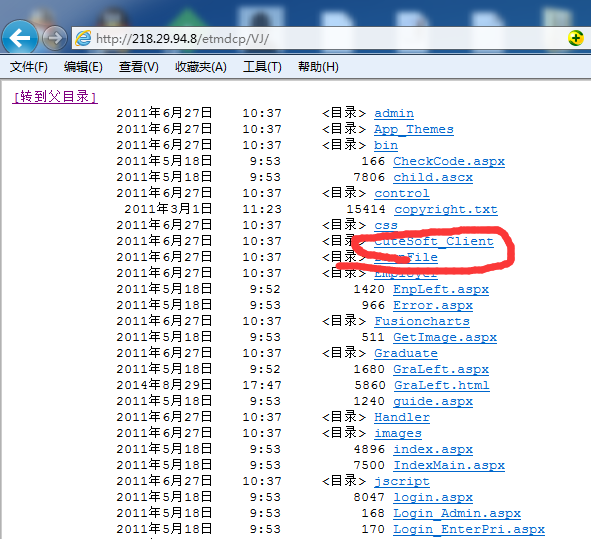 http://218.29.94.8/etmdcp/VJ/
文件(F) 编辑(E) 查看(V) 收藏夹(A) 工具(T) 帮助(H)
[转到父目录]
2011年6月27日 10:37 <目录> admin
2011年6月27日 10:37 <目录> App_Themes
2011年6月27日 10:37 <目录> bin
2011年5月18日 9:53 166 CheckCode.aspx
2011年5月18日 9:53 7806 child.ascx
2011年6月27日 10:37 <目录> control
2011年3月1日 11:23 15414 copyright.txt
2011年6月27日 10:37 <目录> css
2011年6月27日 10:37 <目录> CuteSoft_Client
2011年6月27日 10:37 <目录>
2011年6月27日 10:37 <目录> Employer
2011年5月18日 9:52 1420 EnpLeft.aspx
2011年5月18日 9:53 966 Error.aspx
2011年6月27日 10:37 <目录> Fusioncharts
2011年5月18日 9:53 511 GetImage.aspx
2011年6月27日 10:37 <目录> Graduate
2011年5月18日 9:52 1680 GraLeft.aspx
2014年8月29日 17:47 5860 GraLeft.html
2011年5月18日 9:53 1240 guide.aspx
2011年6月27日 10:37 <目录> Handler
2011年6月27日 10:37 <目录> images
2011年5月18日 9:53 4896 index.aspx
2011年5月18日 9:53 7500 IndexMain.aspx
2011年6月27日 10:37 <目录> jscript
2011年5月18日 9:53 8047 login.aspx
2011年5月18日 9:53 168 Login_Admin.aspx
2011年5月18日 9:53 170 Login_EnterPri.aspx